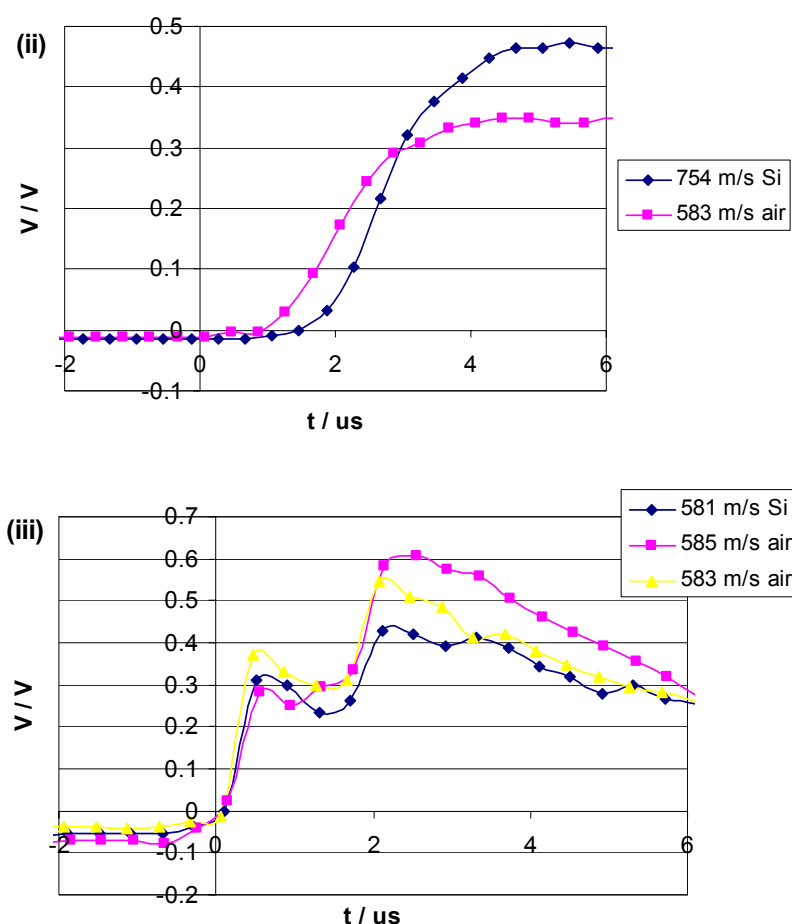 (ii)
0.5
0.4
0.3
0.2
0.1
0
-0.1
-2 0 2 4 6
V / V
t / us
754 m/s Si
583 m/s air
(iii)
0.7
0.6
0.5
0.4
0.3
0.2
0.1
0
-0.1
-0.2
-2 0 2 4 6
V / V
t / us
581 m/s Si
585 m/s air
583 m/s air